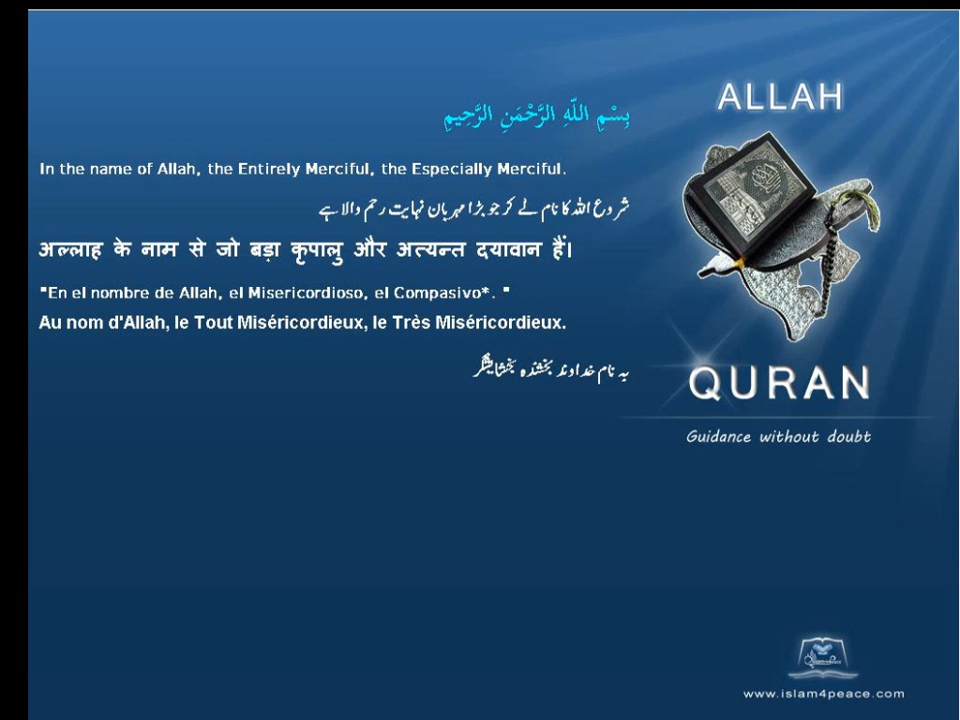 بِسْمِ اللَّهِ الرَّحْمَنِ الرَّحِيمِ
In the name of Allah, the Entirely Merciful, the Especially Merciful.
شروع اللہ کا نام لے کر جو بڑا مہربان نہایت رحم والا ہے
अल्लाह के नाम से जो बड़ा कृपालु और अत्यन्त दयावान हैं।
"En el nombre de Allah, el Misericordioso, el Compasivo*. "
Au nom d'Allah, le Tout Miséricordieux, le Très Miséricordieux.
به نام خداوند بخشنده بخشایشگر
ALLAH
QURAN
Guidance without doubt
www.islam4peace.com